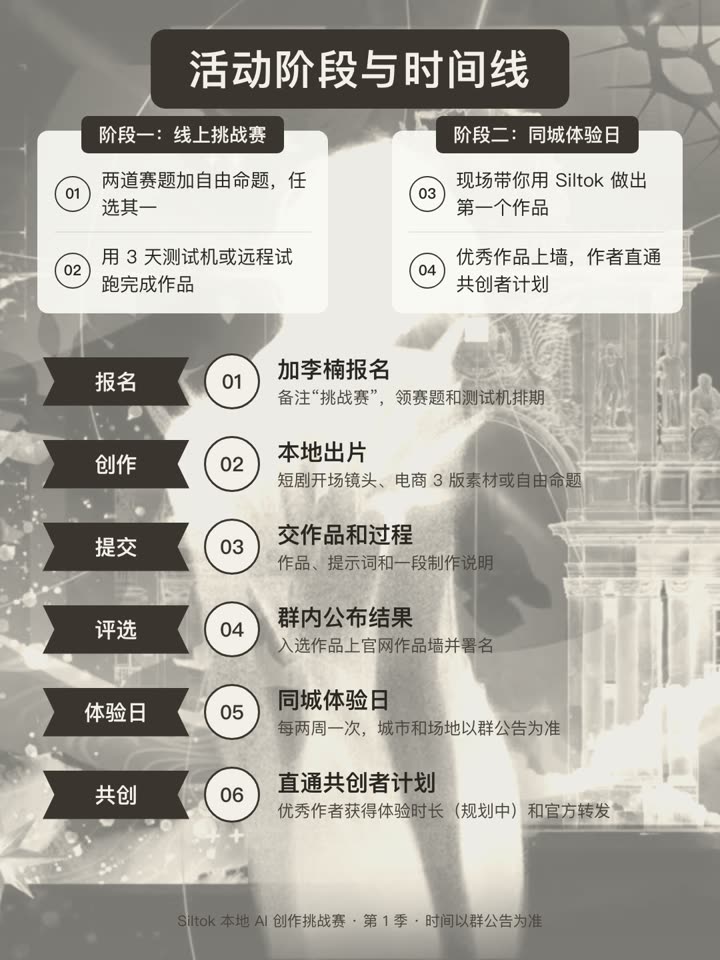 活动阶段与时间线
阶段一：线上挑战赛
01
两道赛题加自由命题，任
选其一
02
用 3 天测试机或远程试
跑完成作品
阶段二：同城体验日
03
现场带你用 Siltok 做出
第一个作品
04
优秀作品上墙，作者直通
共创者计划
报名
01
加李楠报名
备注“挑战赛”，领赛题和测试机排期
创作
02
本地出片
短剧开场镜头、电商 3 版素材或自由命题
提交
03
交作品和过程
作品、提示词和一段制作说明
评选
04
群内公布结果
入选作品上官网作品墙并署名
体验日
05
同城体验日
每两周一次，城市和场地以群公告为准
共创
06
直通共创者计划
优秀作者获得体验时长（规划中）和官方转发
Siltok 本地 AI 创作挑战赛 · 第 1 季 · 时间以群公告为准